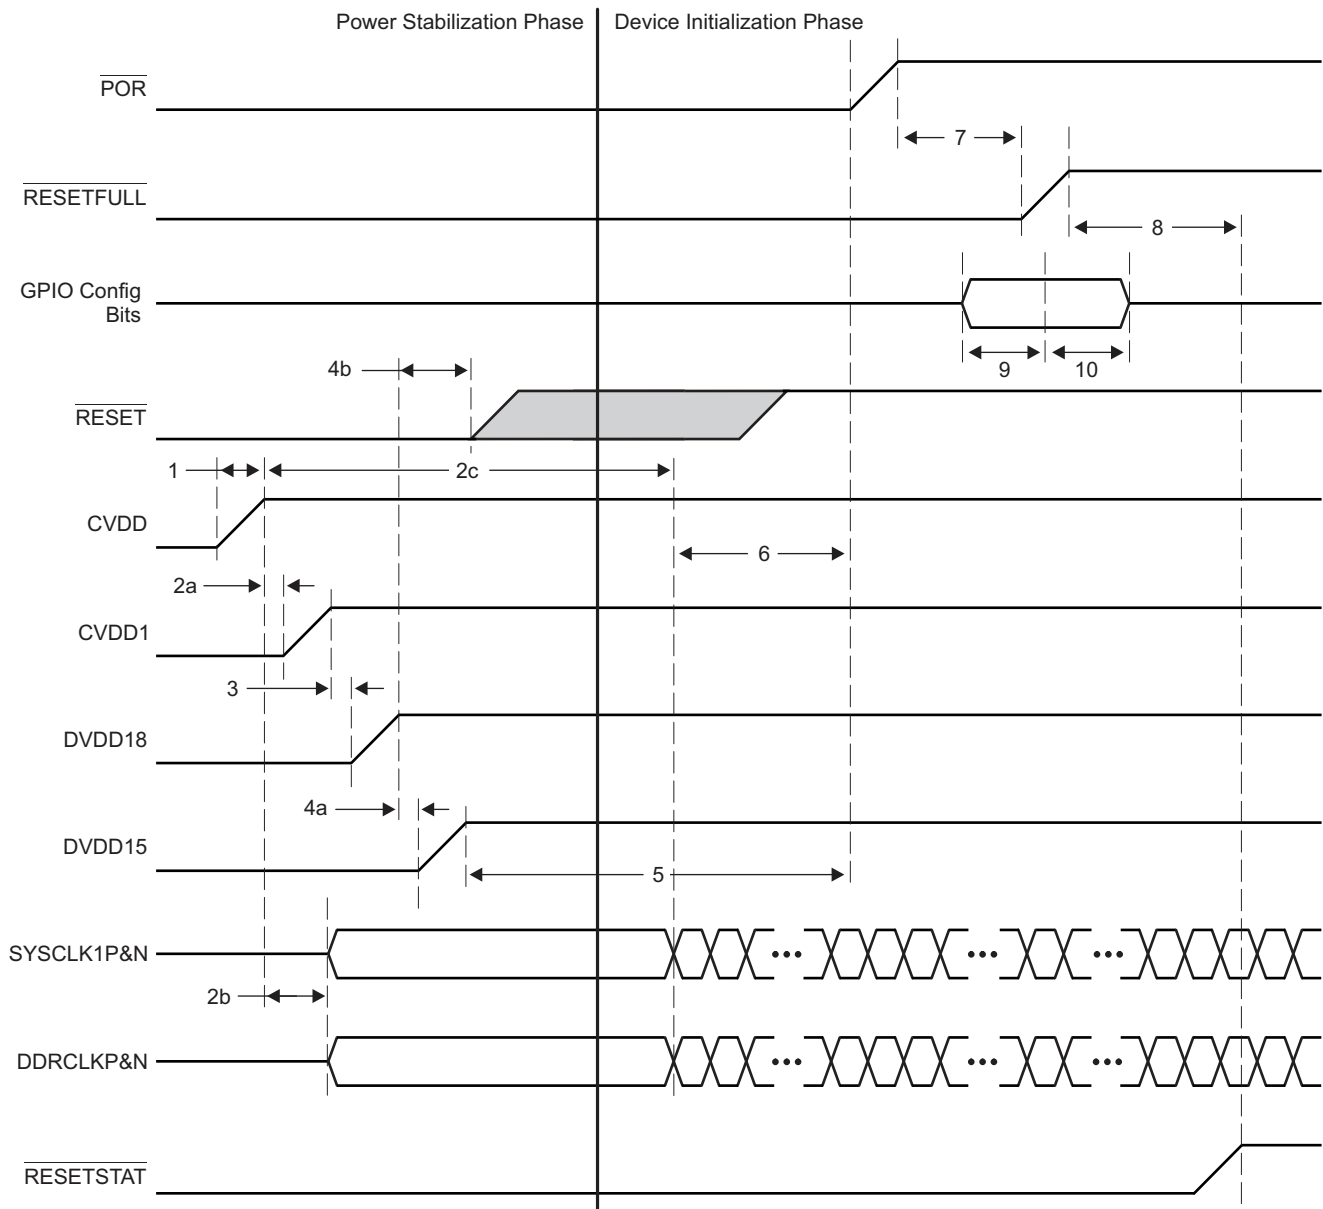 Power Stabilization Phase
Device Initialization Phase
POR
7
RESETFULL
8
GPIO Config
Bits
9
10
4b
RESET
1
2c
CVDD
6
2a
CVDD1
3
DVDD18
4a
DVDD15
5
SYSCLK1P&N
2b
DDRCLKP&N
RESETSTAT